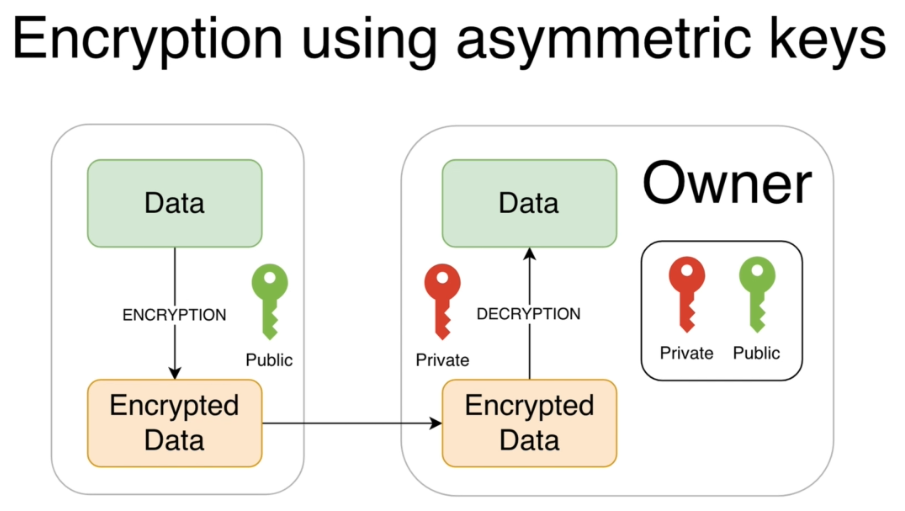 Encryption using asymmetric keys
Data
ENCRYPTION
Public
Encrypted
Data
Data
Owner
Private
DECRYPTION
Encrypted
Data
Private
Public